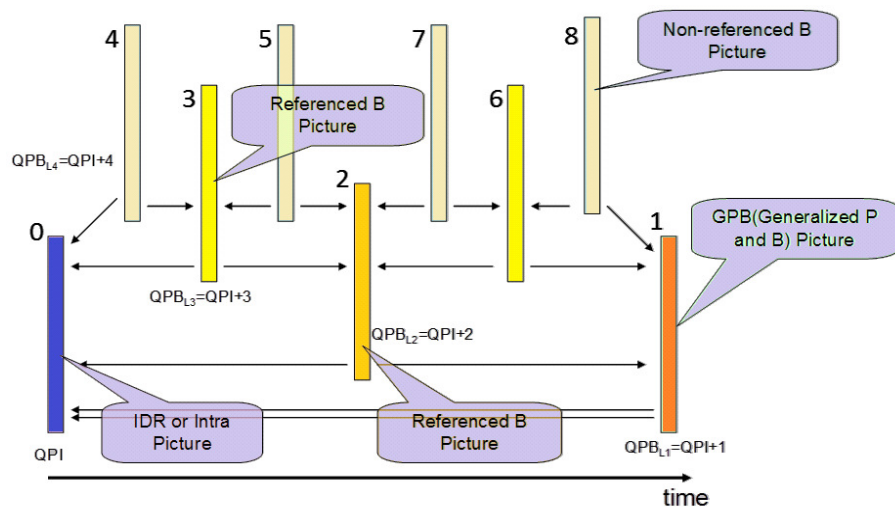 4
5
7
8
Non-referenced B
Picture
3
Referenced B
Picture
6
QPB_L4=QPI+4
2
0
1
GPB(Generalized P
and B) Picture
QPB_L3=QPI+3
QPB_L2=QPI+2
IDR or Intra
Picture
Referenced B
Picture
QPI
QPB_L1=QPI+1
time